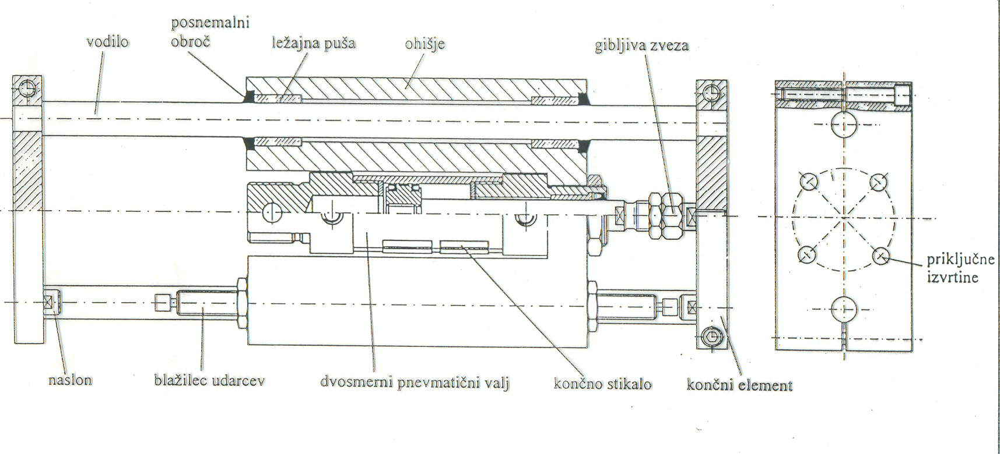 posnemalni
obroč
vodilo
ležajna puša
ohišje
gibljiva zveza
priključne
izvrtine
naslon
blažilec udarcev
dvosmerni pnevmatični valj
končno stikalo
končni element